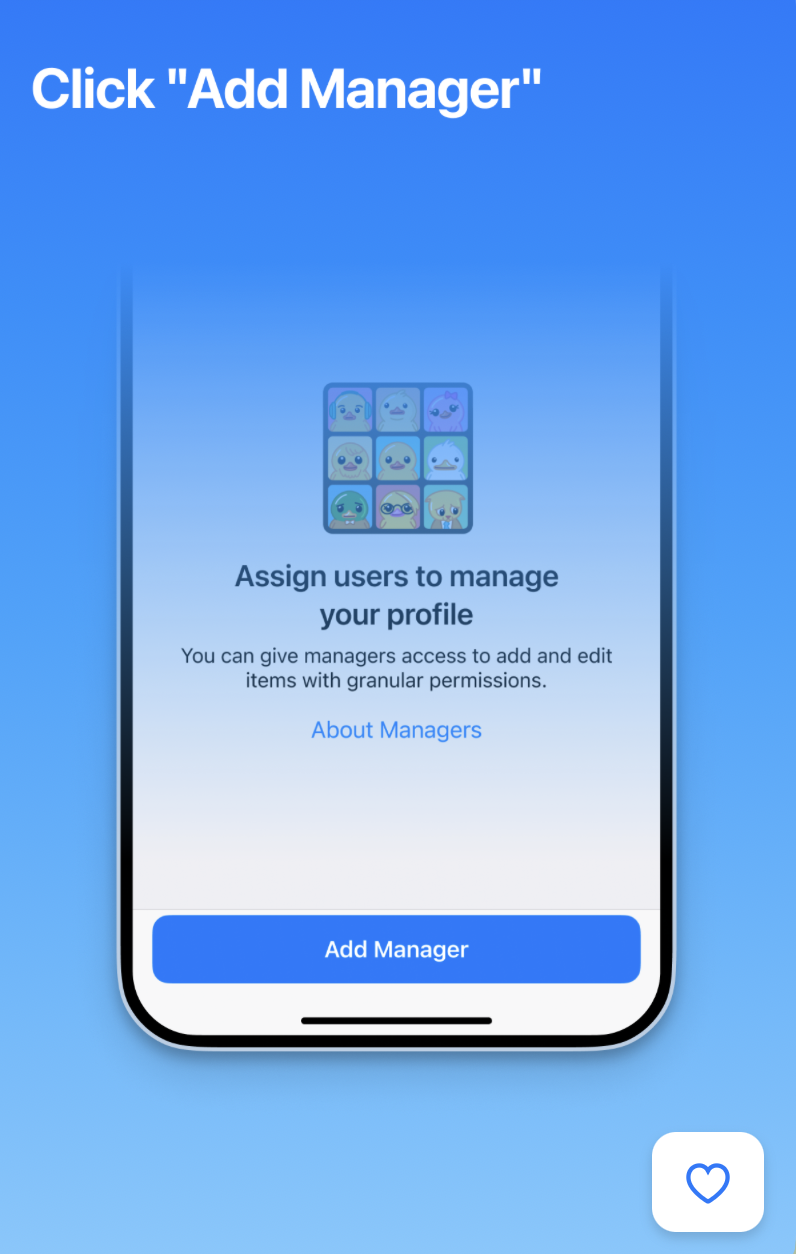 Click "Add Manager"
Assign users to manage
your profile
You can give managers access to add and edit
items with granular permissions.
About Managers
Add Manager